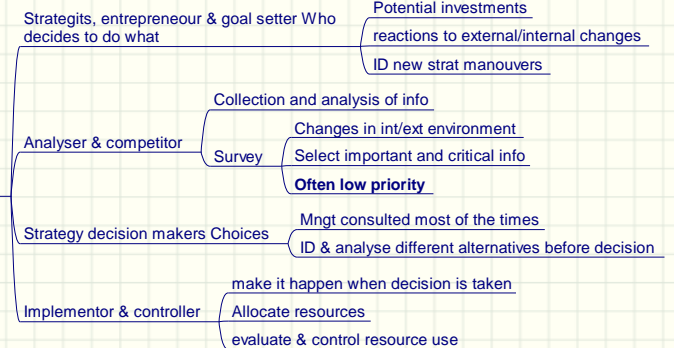 Strategits, entrepreneour & goal setter Who
decides to do what
Potential investments
reactions to external/internal changes
ID new strat manouvers
Analyser & competitor
Collection and analysis of info
Survey
Changes in int/ext environment
Select important and critical info
Often low priority
Strategy decision makers Choices
Mngt consulted most of the times
ID & analyse different alternatives before decision
Implementor & controller
make it happen when decision is taken
Allocate resources
evaluate & control resource use